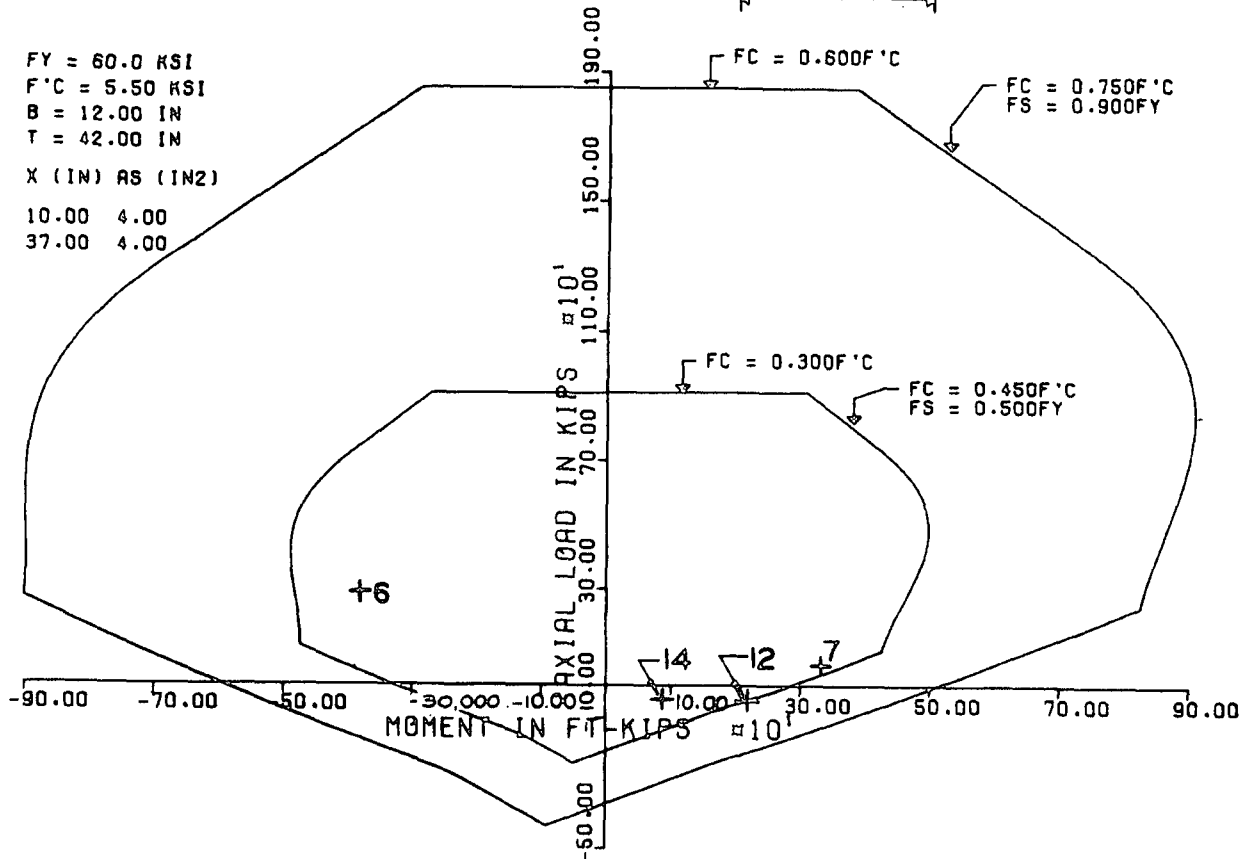 FY = 60.0 KSI
F'C = 5.50 KSI
B = 12.00 IN
T = 42.00 IN
X (IN) AS (IN2)
10.00 4.00
37.00 4.00
FC = 0.600F'C
FC = 0.750F'C
FS = 0.900FY
FC = 0.300F'C
FC = 0.450F'C
FS = 0.500FY
190.00
150.00
110.00
70.00
30.00
-10.00
-50.00
AXIAL LOAD IN KIPS ¤10¹
6
14
12
7
-90.00
-70.00
-50.00
-30.00
-10.00
10.00
30.00
50.00
70.00
90.00
MOMENT IN FT-KIPS ¤10¹